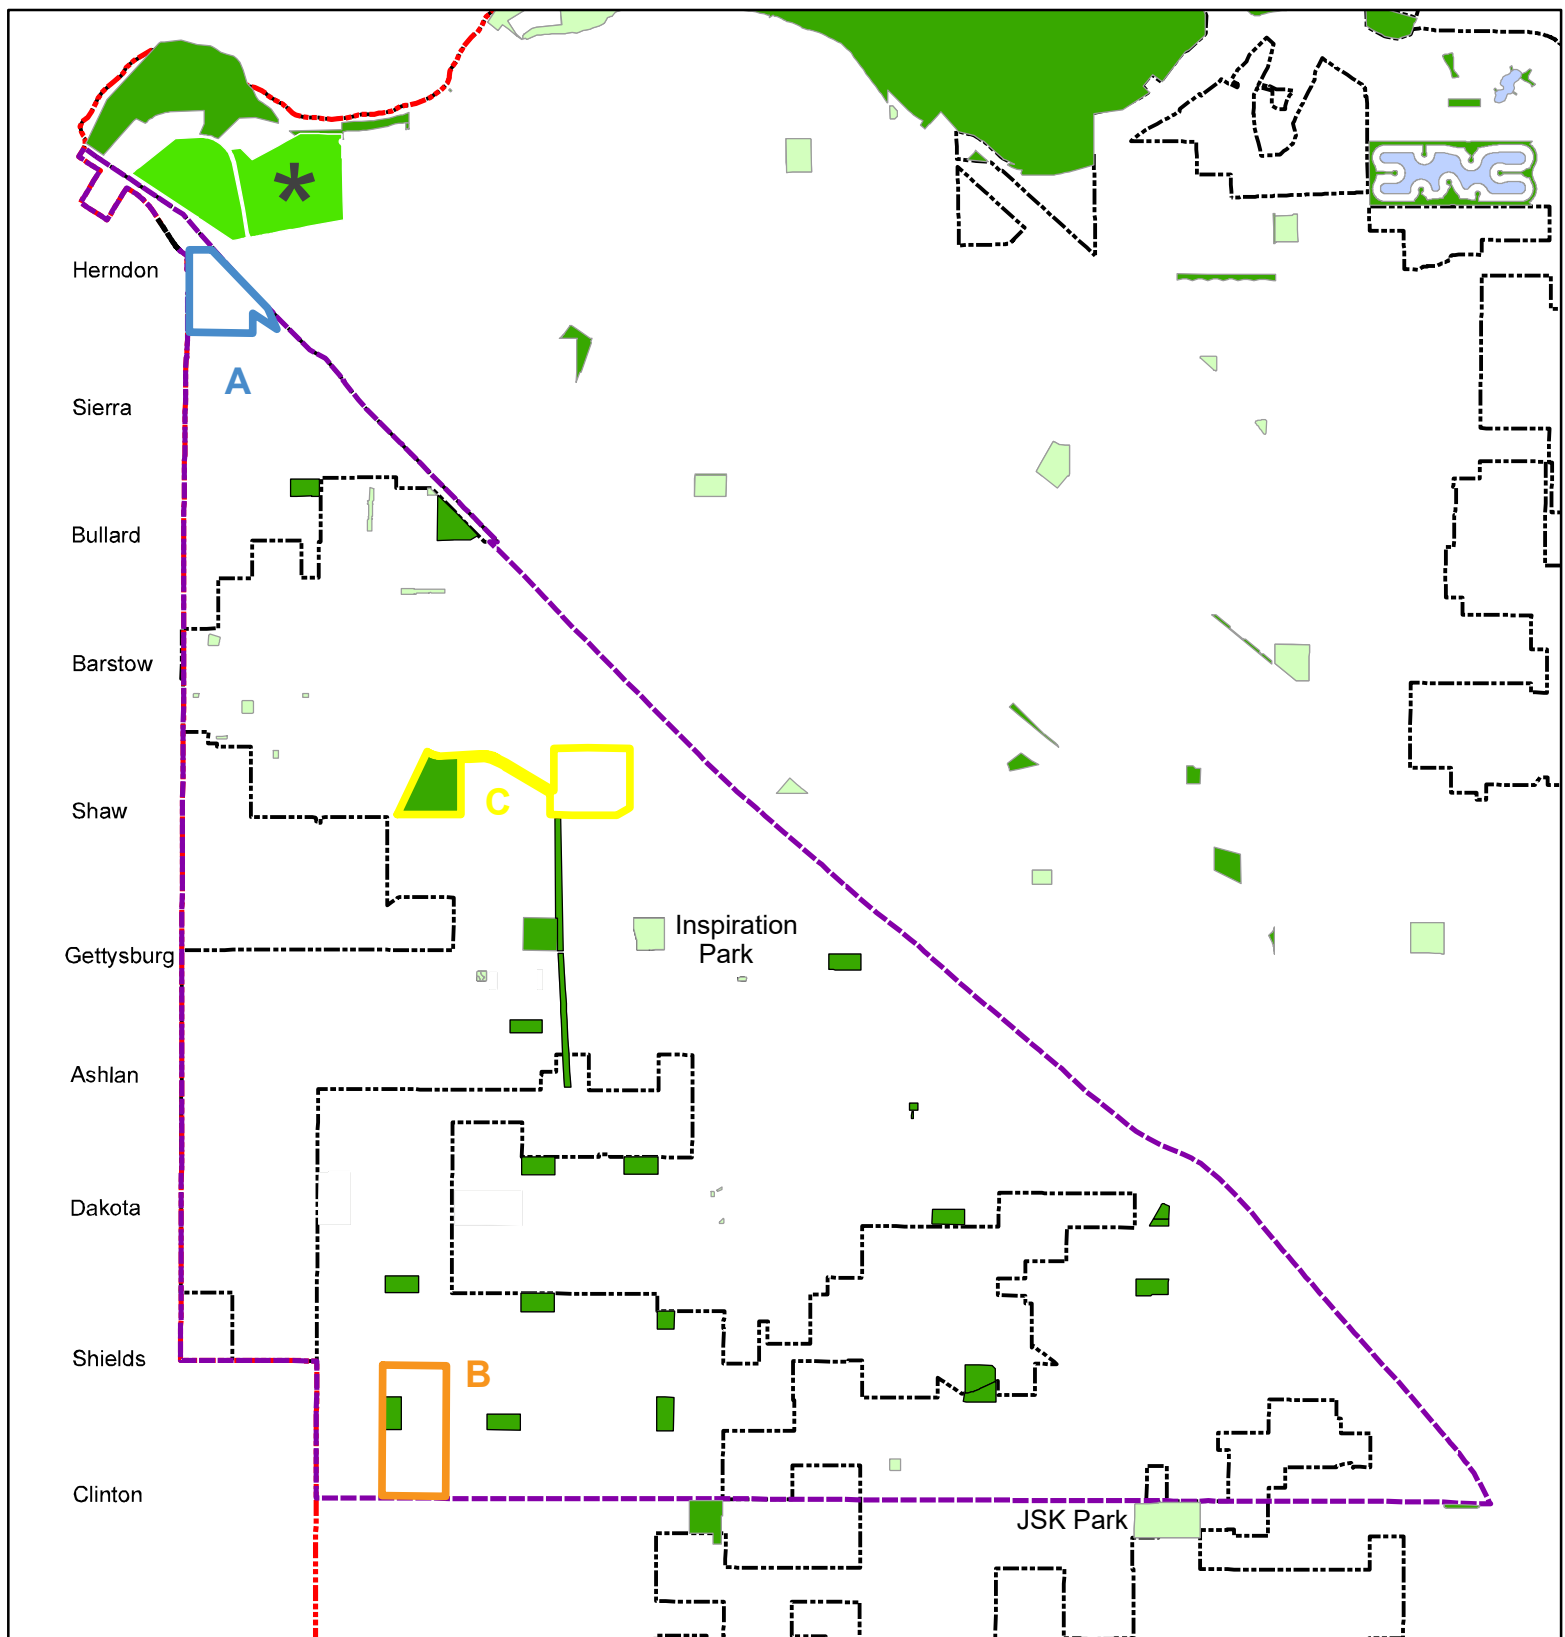 *
Herndon
A
Sierra
Bullard
Barstow
C
Shaw
Inspiration
Park
Gettysburg
Ashlan
Dakota
Shields
B
Clinton
JSK Park